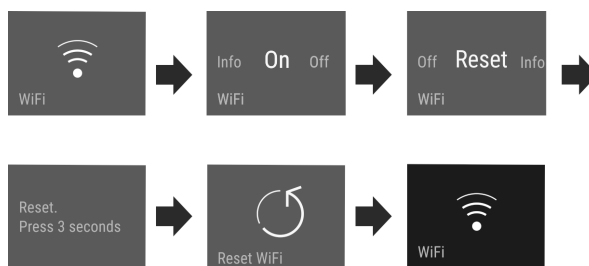 WiFi
Info On Off
WiFi
Off Reset Info
WiFi
Reset.
Press 3 seconds
Reset WiFi
WiFi